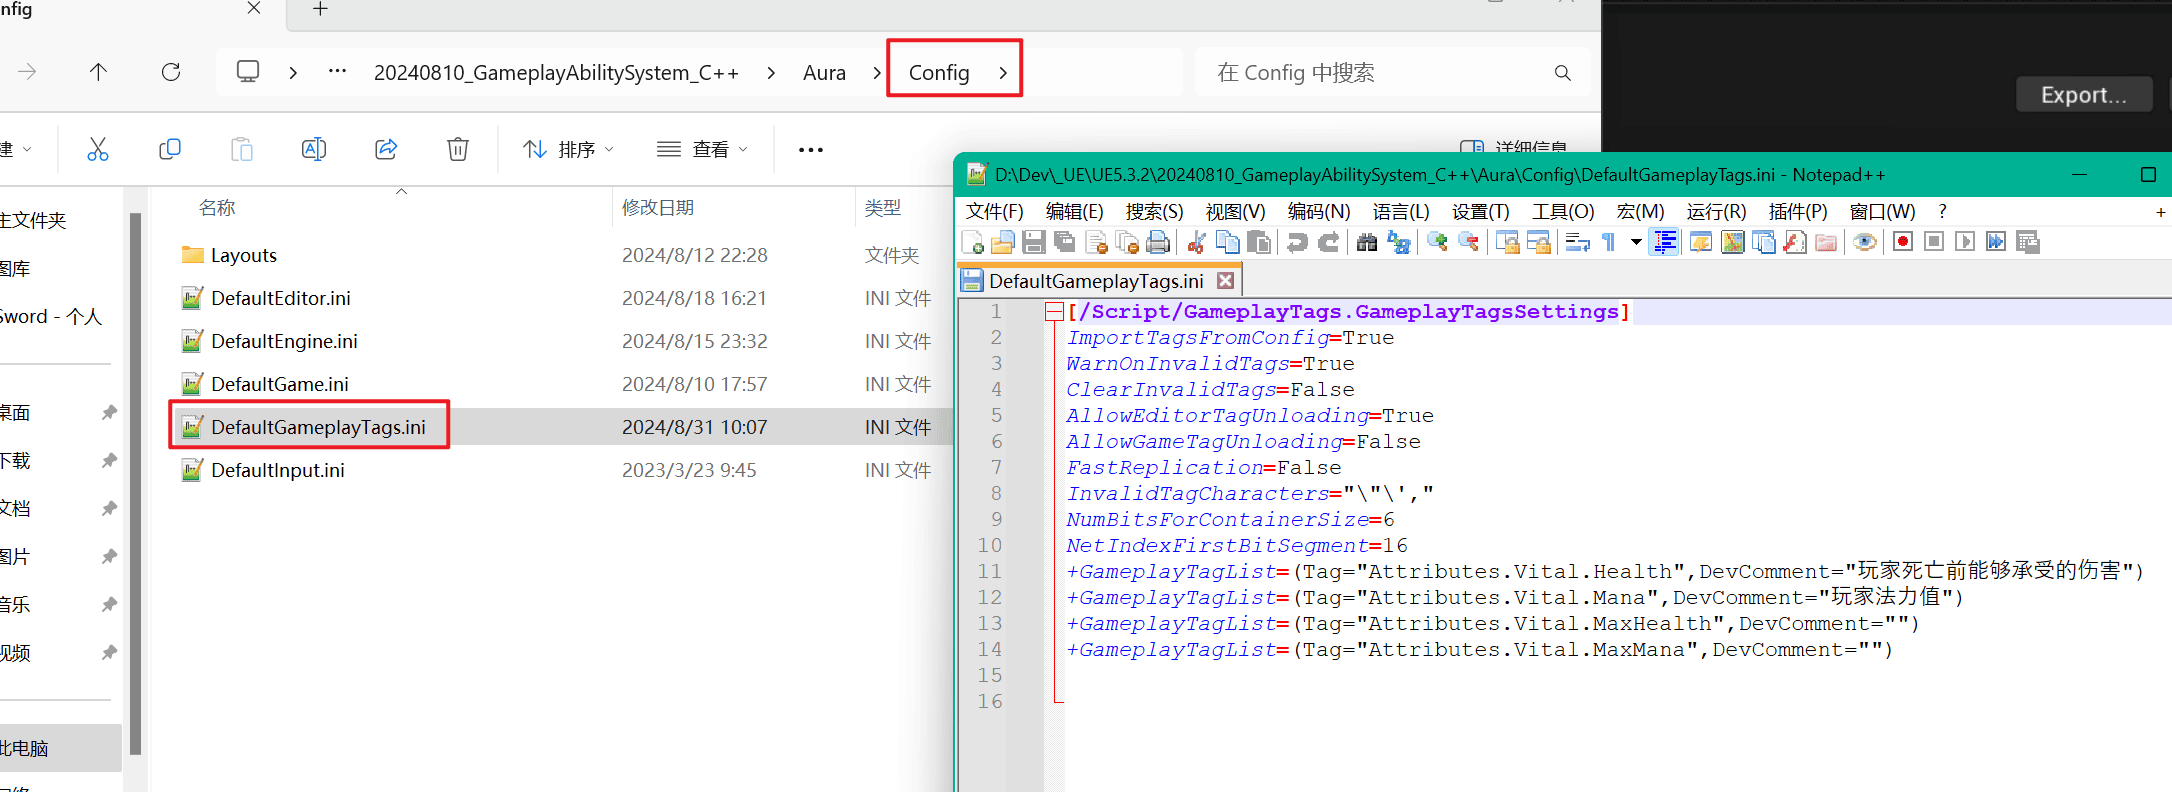 nfig
20240810_GameplayAbilitySystem_C++ > Aura > Config >
在 Config 中搜索
Export...
建
排序
查看
详细信息
名称
修改日期
类型
主文件夹
图库
Sword - 个人
桌面
下载
文档
图片
音乐
视频
此电脑
网络
Layouts 2024/8/12 22:28 文件夹
DefaultEditor.ini 2024/8/18 16:21 INI 文件
DefaultEngine.ini 2024/8/15 23:32 INI 文件
DefaultGame.ini 2024/8/10 17:57 INI 文件
DefaultGameplayTags.ini 2024/8/31 10:07 INI 文件
DefaultInput.ini 2023/3/23 9:45 INI 文件
D:\Dev\_UE\UE5.3.2\20240810_GameplayAbilitySystem_C++\Aura\Config\DefaultGameplayTags.ini - Notepad++
文件(F) 编辑(E) 搜索(S) 视图(V) 编码(N) 语言(L) 设置(T) 工具(O) 宏(M) 运行(R) 插件(P) 窗口(W) ?
DefaultGameplayTags.ini
1 [/Script/GameplayTags.GameplayTagsSettings]
2 ImportTagsFromConfig=True
3 WarnOnInvalidTags=True
4 ClearInvalidTags=False
5 AllowEditorTagUnloading=True
6 AllowGameTagUnloading=False
7 FastReplication=False
8 InvalidTagCharacters="\"\',"
9 NumBitsForContainerSize=6
10 NetIndexFirstBitSegment=16
11 +GameplayTagList=(Tag="Attributes.Vital.Health",DevComment="玩家死亡前能够承受的伤害")
12 +GameplayTagList=(Tag="Attributes.Vital.Mana",DevComment="玩家法力值")
13 +GameplayTagList=(Tag="Attributes.Vital.MaxHealth",DevComment="")
14 +GameplayTagList=(Tag="Attributes.Vital.MaxMana",DevComment="")
15
16